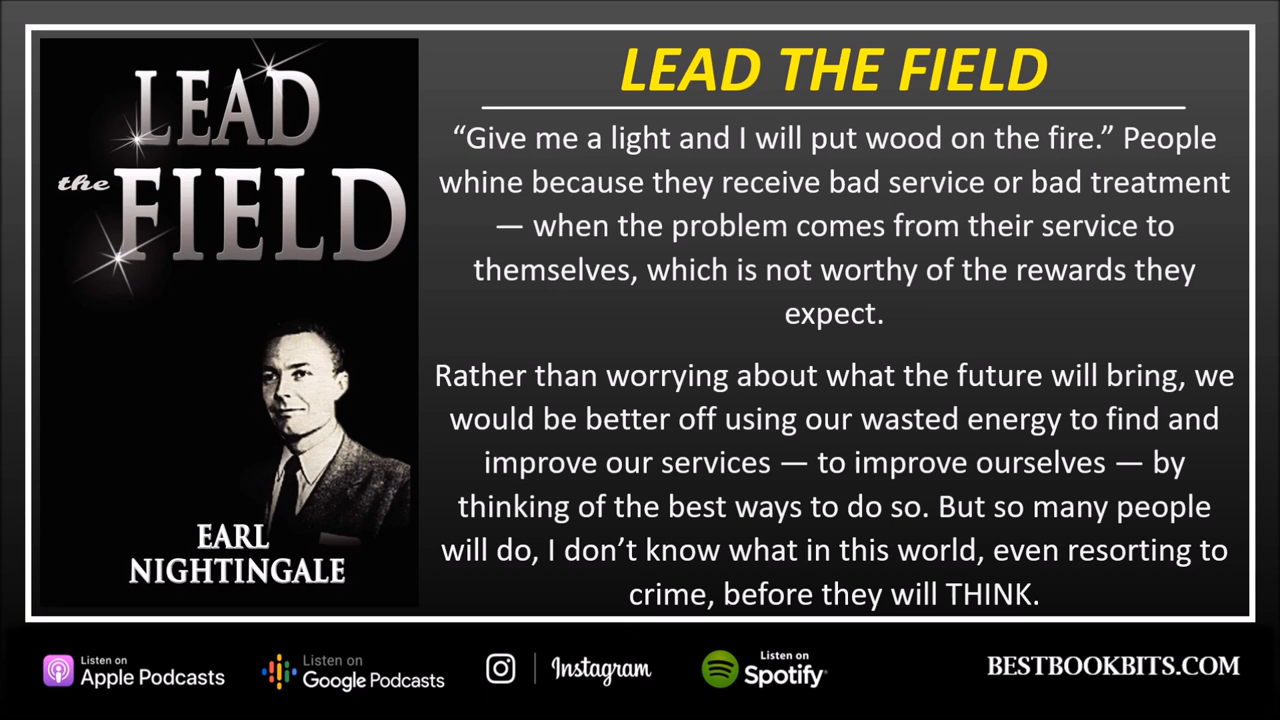 LEAD
the FIELD
EARL
NIGHTINGALE
LEAD THE FIELD
“Give me a light and I will put wood on the fire.” People
whine because they receive bad service or bad treatment
— when the problem comes from their service to
themselves, which is not worthy of the rewards they
expect.
Rather than worrying about what the future will bring, we
would be better off using our wasted energy to find and
improve our services — to improve ourselves — by
thinking of the best ways to do so. But so many people
will do, I don’t know what in this world, even resorting to
crime, before they will THINK.
Listen on
Apple Podcasts
Listen on
Google Podcasts
Instagram
Listen on
Spotify
BESTBOOKBITS.COM